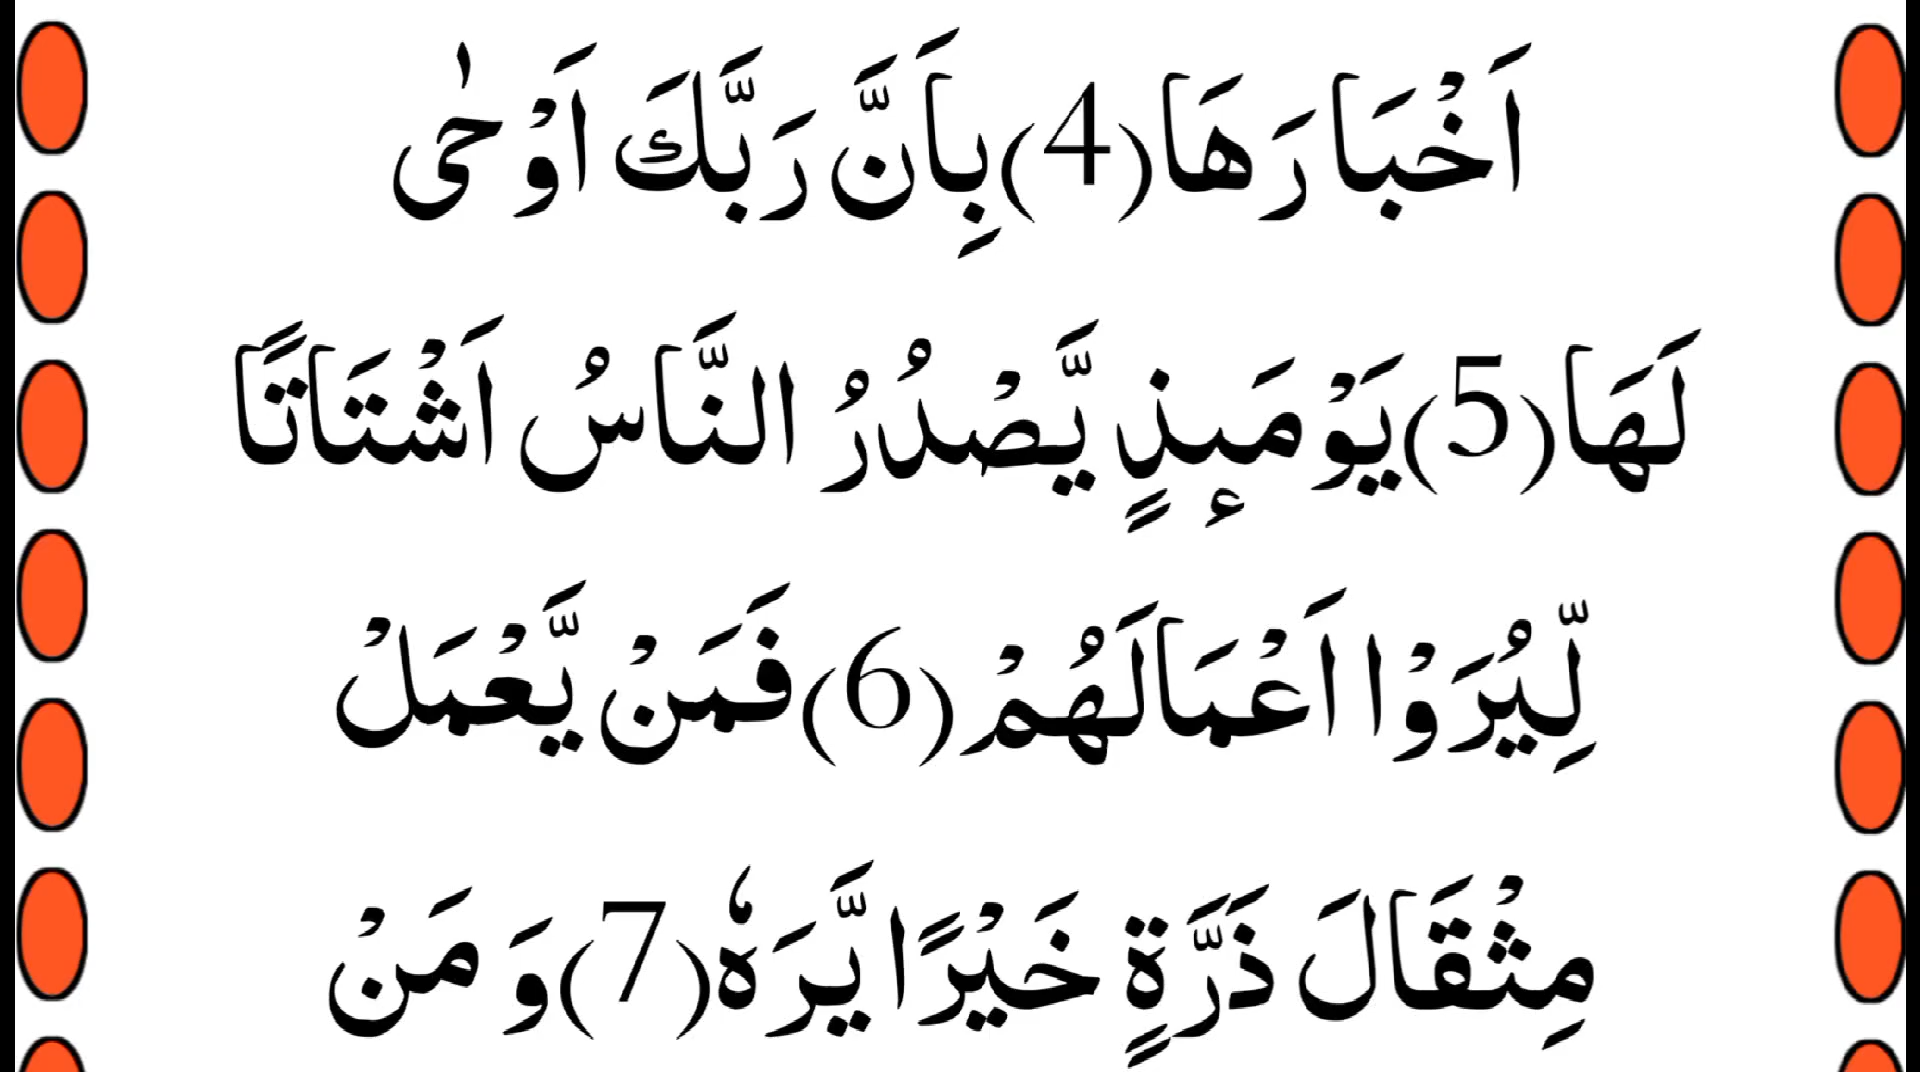 اَخْبَارَهَا(4)بِاَنَّ رَبَّكَ اَوْحٰى
لَهَا(5)يَوْمَىٕذٍ يَّصْدُرُ النَّاسُ اَشْتَاتًا
لِّيُرَوْا اَعْمَالَهُمْ(6)فَمَنْ يَّعْمَلْ
مِثْقَالَ ذَرَّةٍ خَيْرًا يَّرَهٗ(7)وَ مَنْ